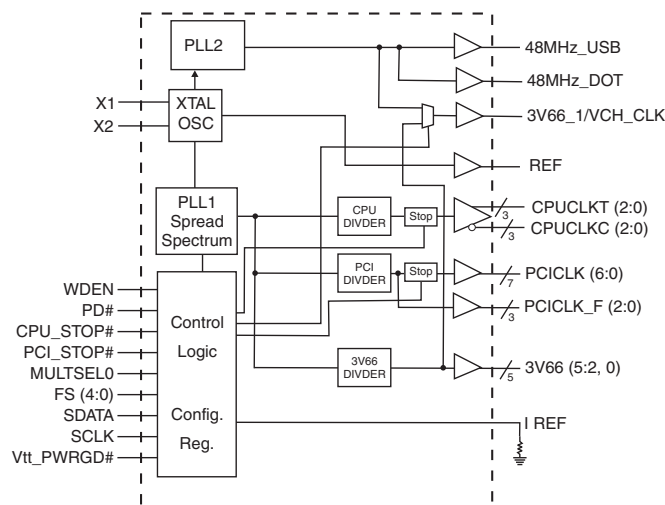 PLL2
48MHz_USB
48MHz_DOT
X1
X2
XTAL
OSC
3V66_1/VCH_CLK
REF
PLL1
Spread
Spectrum
CPU
DIVDER
Stop
3
CPUCLKT (2:0)
3
CPUCLKC (2:0)
PCI
DIVDER
Stop
7
PCICLK (6:0)
3
PCICLK_F (2:0)
3V66
DIVDER
5
3V66 (5:2, 0)
WDEN
PD#
CPU_STOP#
PCI_STOP#
MULTSEL0
FS (4:0)
SDATA
SCLK
Vtt_PWRGD#
Control
Logic
Config.
Reg.
I REF